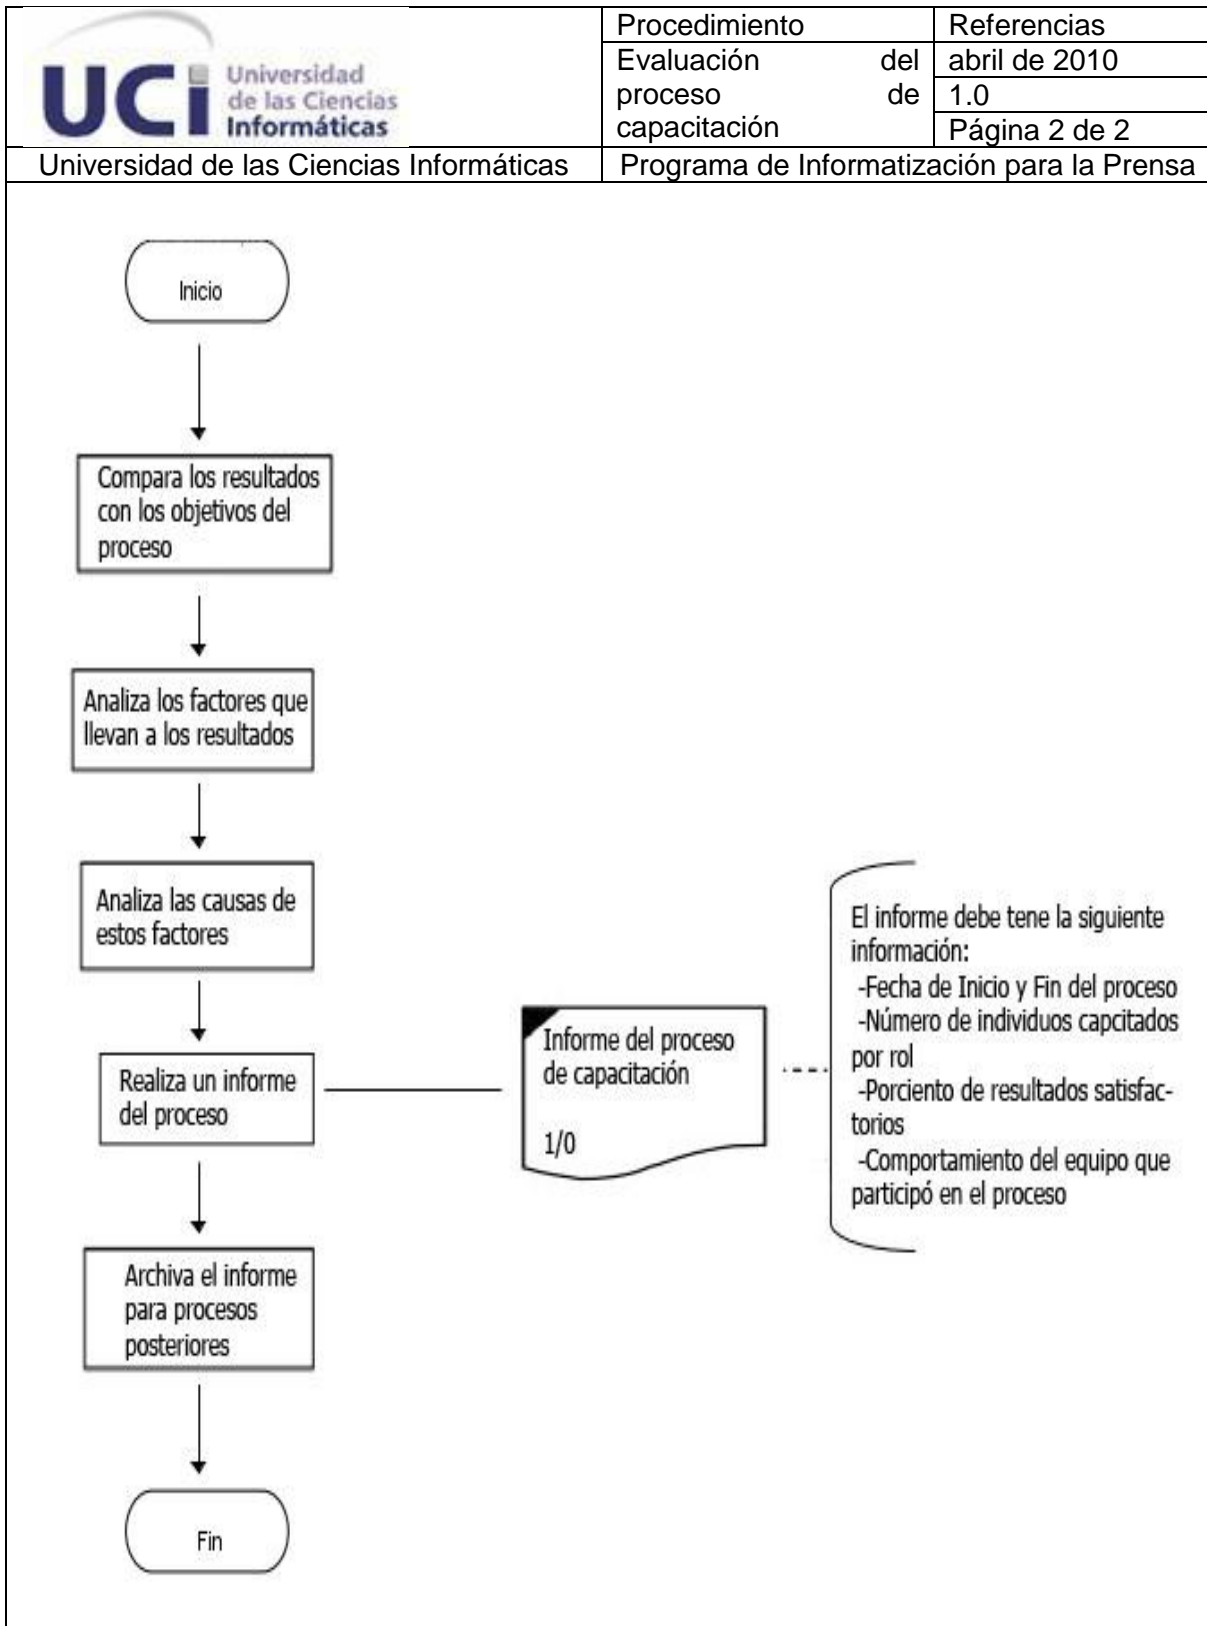 UCi
Universidad
de las Ciencias
Informáticas
Procedimiento
Referencias
Evaluación del
proceso de
capacitación
abril de 2010
1.0
Página 2 de 2
Universidad de las Ciencias Informáticas
Programa de Informatización para la Prensa
Inicio
Compara los resultados
con los objetivos del
proceso
Analiza los factores que
llevan a los resultados
Analiza las causas de
estos factores
Realiza un informe
del proceso
Informe del proceso
de capacitación
1/0
El informe debe tene la siguiente
información:
-Fecha de Inicio y Fin del proceso
-Número de individuos capcitados
por rol
-Porciento de resultados satisfac-
torios
-Comportamiento del equipo que
participó en el proceso
Archiva el informe
para procesos
posteriores
Fin